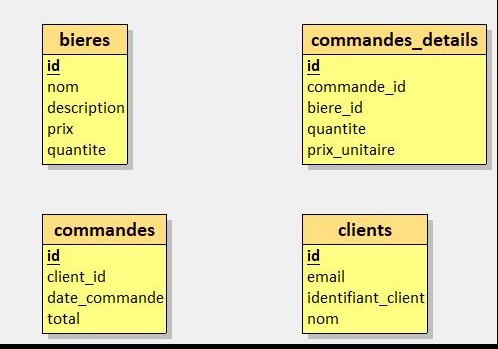 bieres
id
nom
description
prix
quantite
commandes_details
id
commande_id
biere_id
quantite
prix_unitaire
commandes
id
client_id
date_commande
total
clients
id
email
identifiant_client
nom